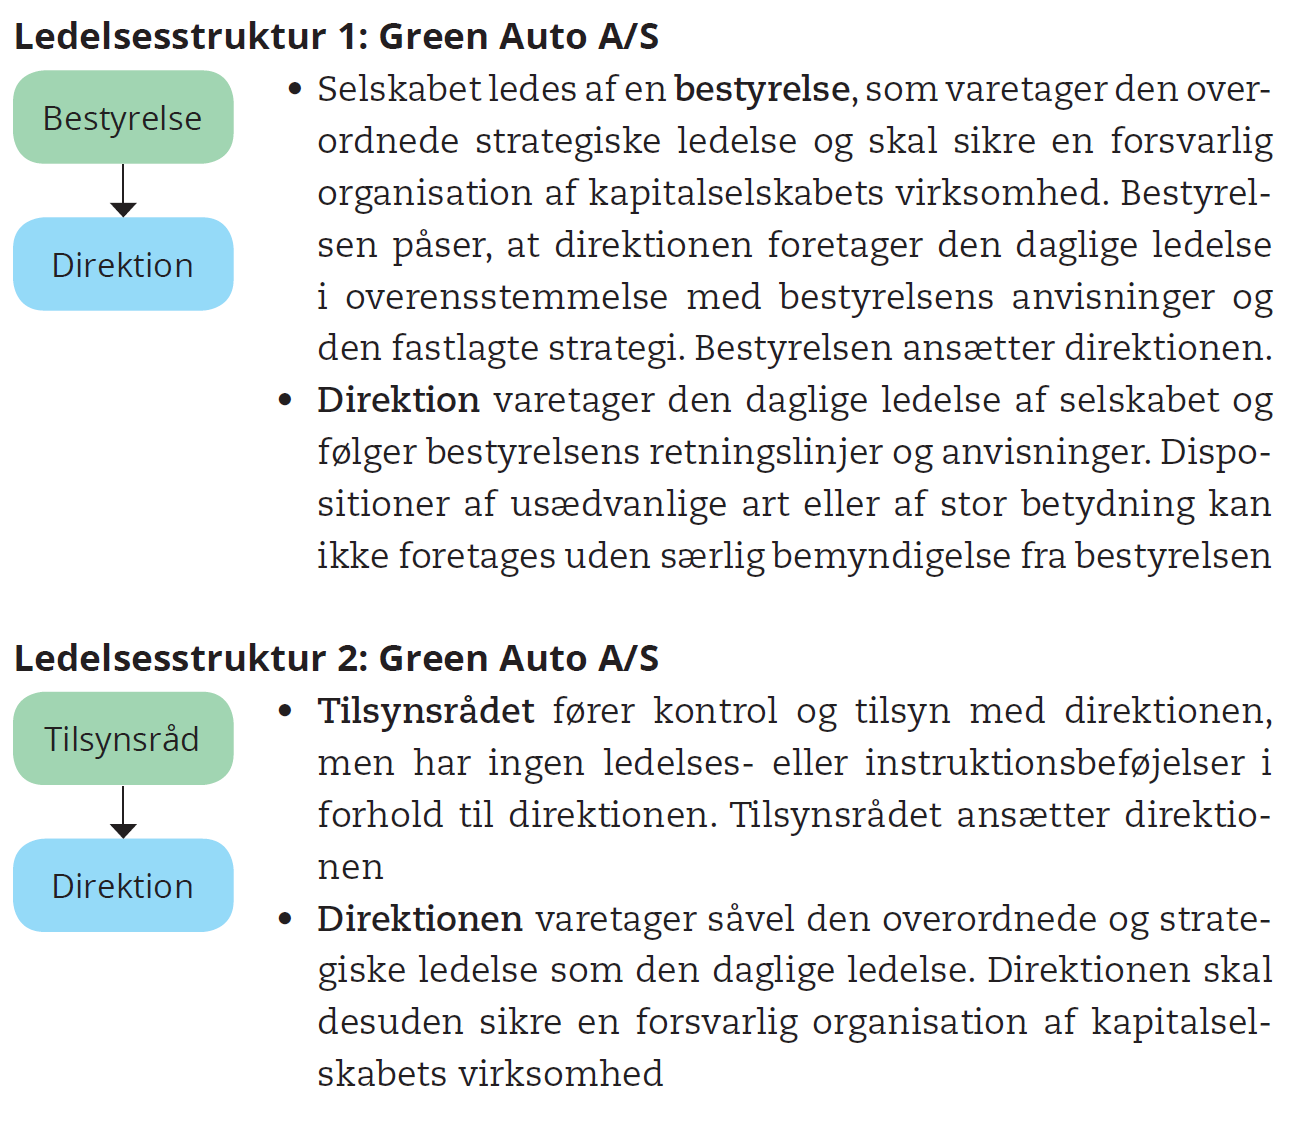 Ledelsesstruktur 1: Green Auto A/S
Bestyrelse
Direktion
• Selskabet ledes af en bestyrelse, som varetager den over-
ordnede strategiske ledelse og skal sikre en forsvarlig
organisation af kapitalselskabets virksomhed. Bestyrel-
sen påser, at direktionen foretager den daglige ledelse
i overensstemmelse med bestyrelsens anvisninger og
den fastlagte strategi. Bestyrelsen ansætter direktionen.
• Direktion varetager den daglige ledelse af selskabet og
følger bestyrelsens retningslinjer og anvisninger. Dispo-
sitioner af usædvanlige art eller af stor betydning kan
ikke foretages uden særlig bemyndigelse fra bestyrelsen
Ledelsesstruktur 2: Green Auto A/S
Tilsynsråd
Direktion
• Tilsynsrådet fører kontrol og tilsyn med direktionen,
men har ingen ledelses- eller instruktionsbeføjelser i
forhold til direktionen. Tilsynsrådet ansætter direktio-
nen
• Direktionen varetager såvel den overordnede og strate-
giske ledelse som den daglige ledelse. Direktionen skal
desuden sikre en forsvarlig organisation af kapitalsel-
skabets virksomhed